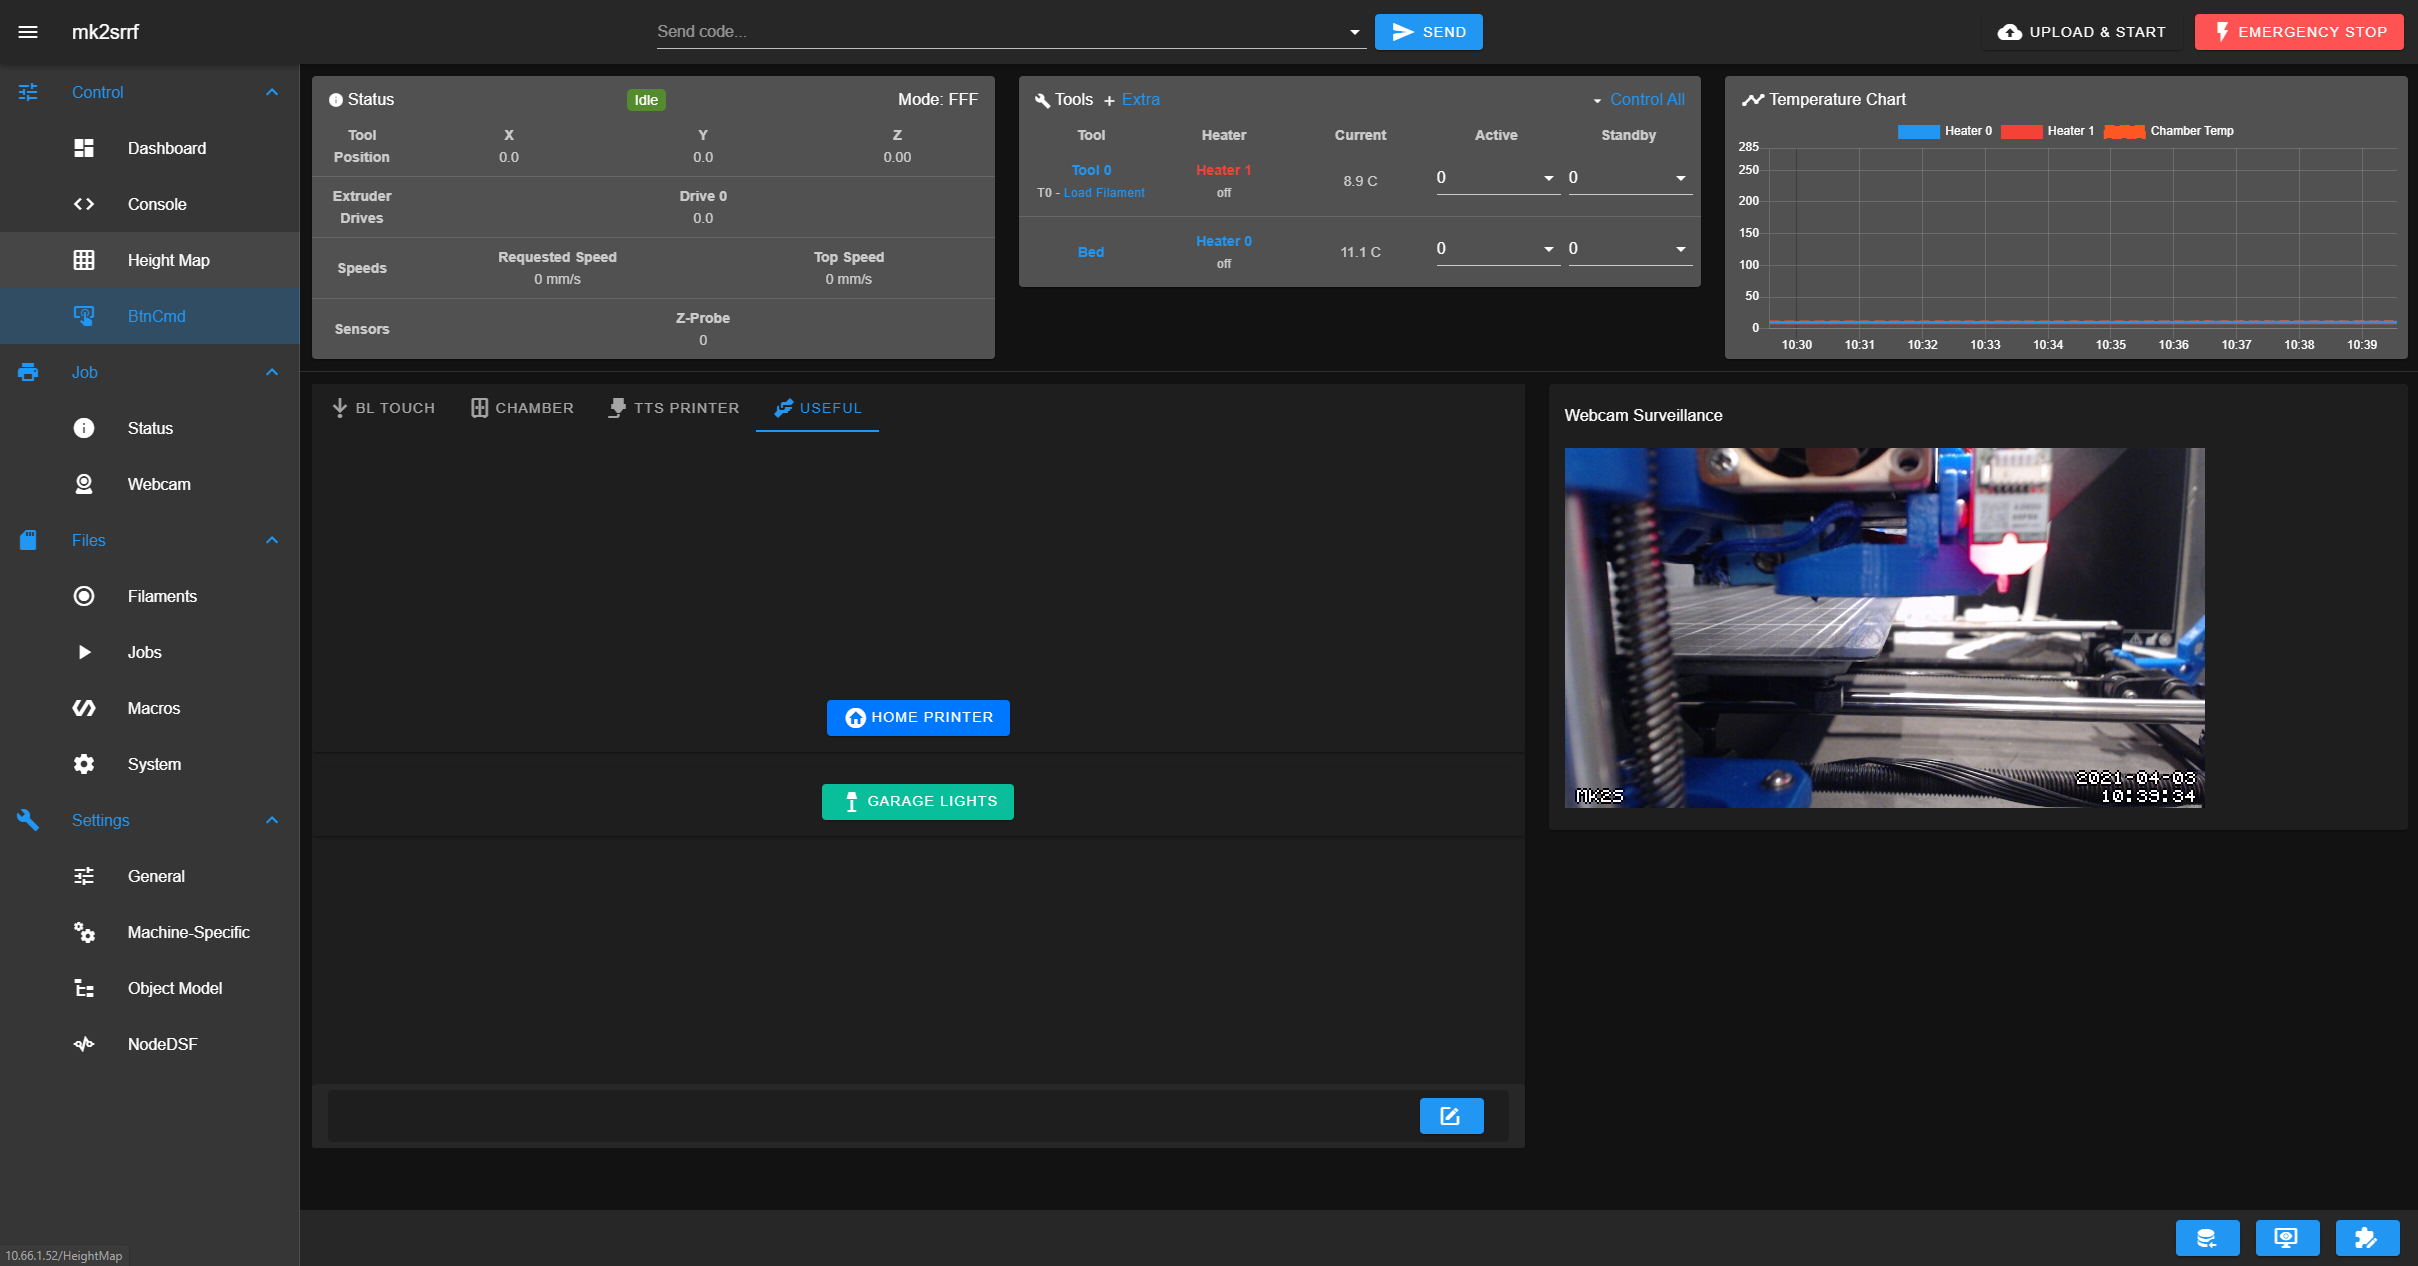 mk2srrf
Send code...
SEND
UPLOAD & START
EMERGENCY STOP
Control
Dashboard
Console
Height Map
BtnCmd
Job
Status
Webcam
Files
Filaments
Jobs
Macros
System
Settings
General
Machine-Specific
Object Model
NodeDSF
10.66.1.52/HeightMap
Status
Idle
Mode: FFF
Tool Position
X
0.0
Y
0.0
Z
0.00
Extruder Drives
Drive 0
0.0
Speeds
Requested Speed
0 mm/s
Top Speed
0 mm/s
Sensors
Z-Probe
0
Tools + Extra
Control All
Tool Heater Current Active Standby
Tool 0
T0 - Load Filament
Heater 1
off
8.9 C
0
0
Bed
Heater 0
off
11.1 C
0
0
Temperature Chart
Heater 0 Heater 1 Chamber Temp
285
250
200
150
100
50
0
10:30 10:31 10:32 10:33 10:34 10:35 10:36 10:37 10:38 10:39
BL TOUCH
CHAMBER
TTS PRINTER
USEFUL
HOME PRINTER
GARAGE LIGHTS
Webcam Surveillance
MK2S
2021-04-03
10:39:34